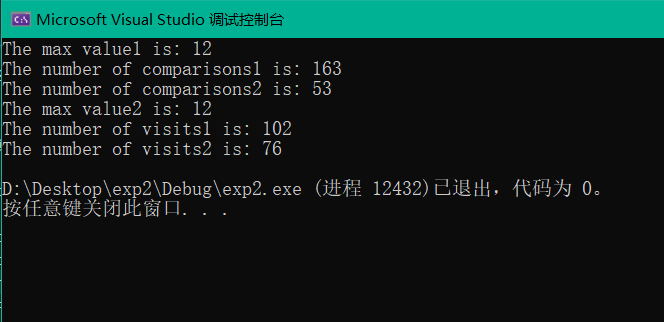 C:\
Microsoft Visual Studio 调试控制台
The max value1 is: 12
The number of comparisons1 is: 163
The number of comparisons2 is: 53
The max value2 is: 12
The number of visits1 is: 102
The number of visits2 is: 76
D:\Desktop\exp2\Debug\exp2.exe (进程 12432)已退出，代码为 0。
按任意键关闭此窗口. . .